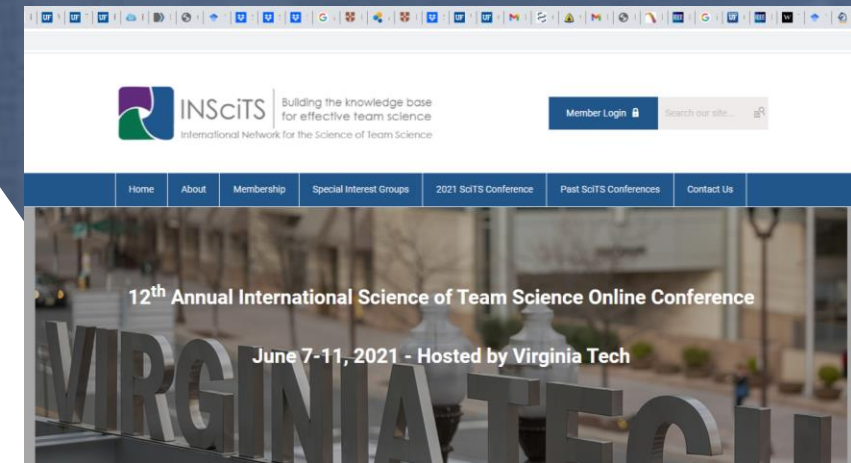 INSciTS
Building the knowledge base
for effective team science
International Network for the Science of Team Science
Member Login
Search our site...
Home About Membership Special Interest Groups 2021 SciTS Conference Past SciTS Conferences Contact Us
12th Annual International Science of Team Science Online Conference
June 7-11, 2021 - Hosted by Virginia Tech
VIRGINIA TECH